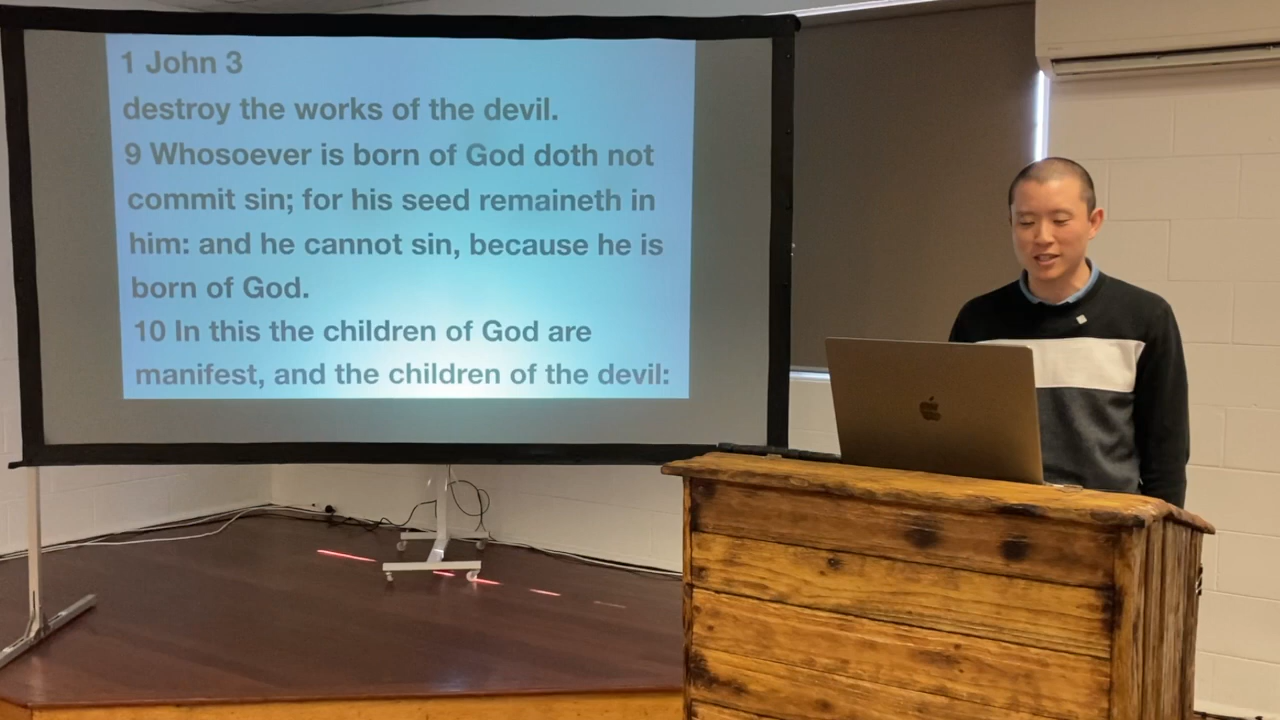 1 John 3
destroy the works of the devil.
9 Whosoever is born of God doth not
commit sin; for his seed remaineth in
him: and he cannot sin, because he is
born of God.
10 In this the children of God are
manifest, and the children of the devil: